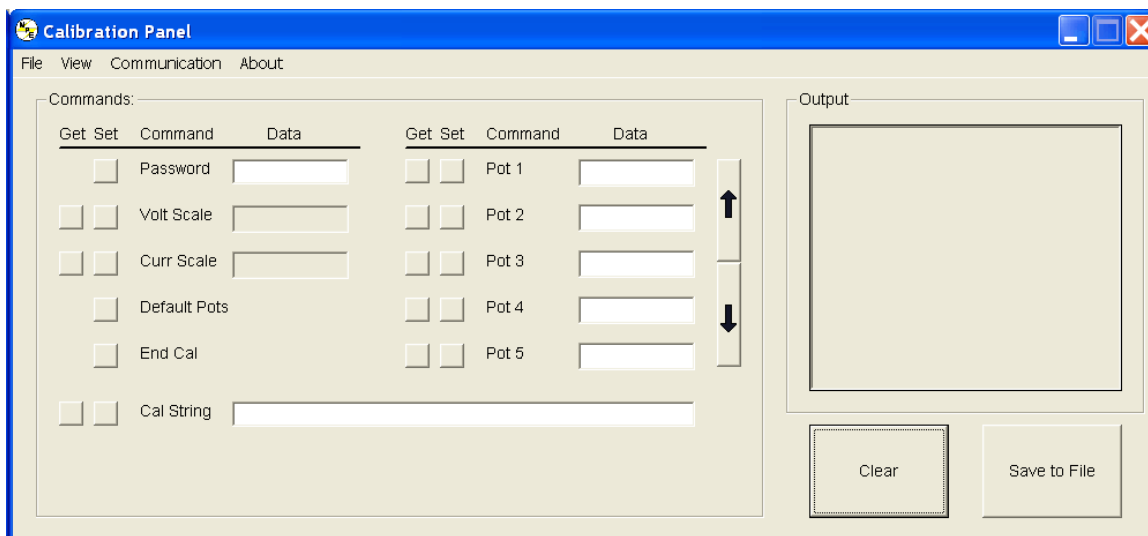 Calibration Panel
File View Communication About
Commands: Output
Get Set Command Data Get Set Command Data
Password Pot 1
Volt Scale Pot 2
Curr Scale Pot 3
Default Pots Pot 4
End Cal Pot 5
Cal String
Clear Save to File